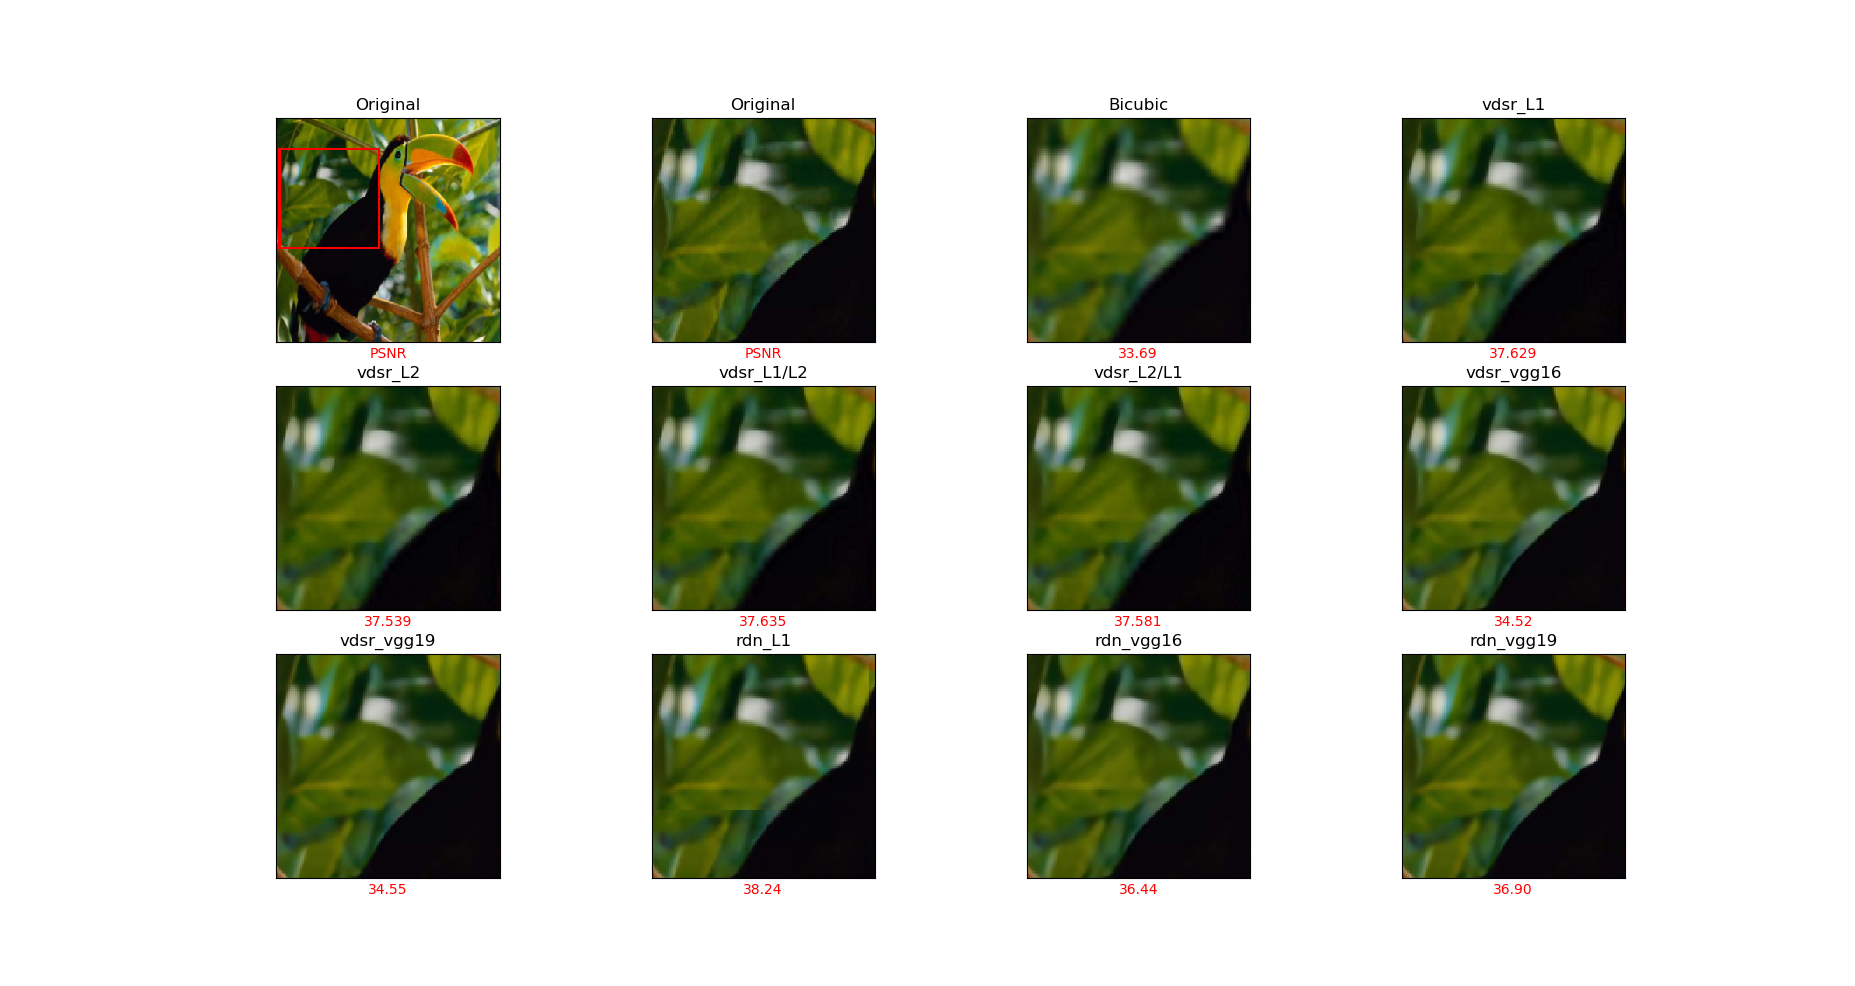 Original
Original
Bicubic
vdsr_L1
PSNR
PSNR
33.69
37.629
vdsr_L2
vdsr_L1/L2
vdsr_L2/L1
vdsr_vgg16
37.539
37.635
37.581
34.52
vdsr_vgg19
rdn_L1
rdn_vgg16
rdn_vgg19
34.55
38.24
36.44
36.90